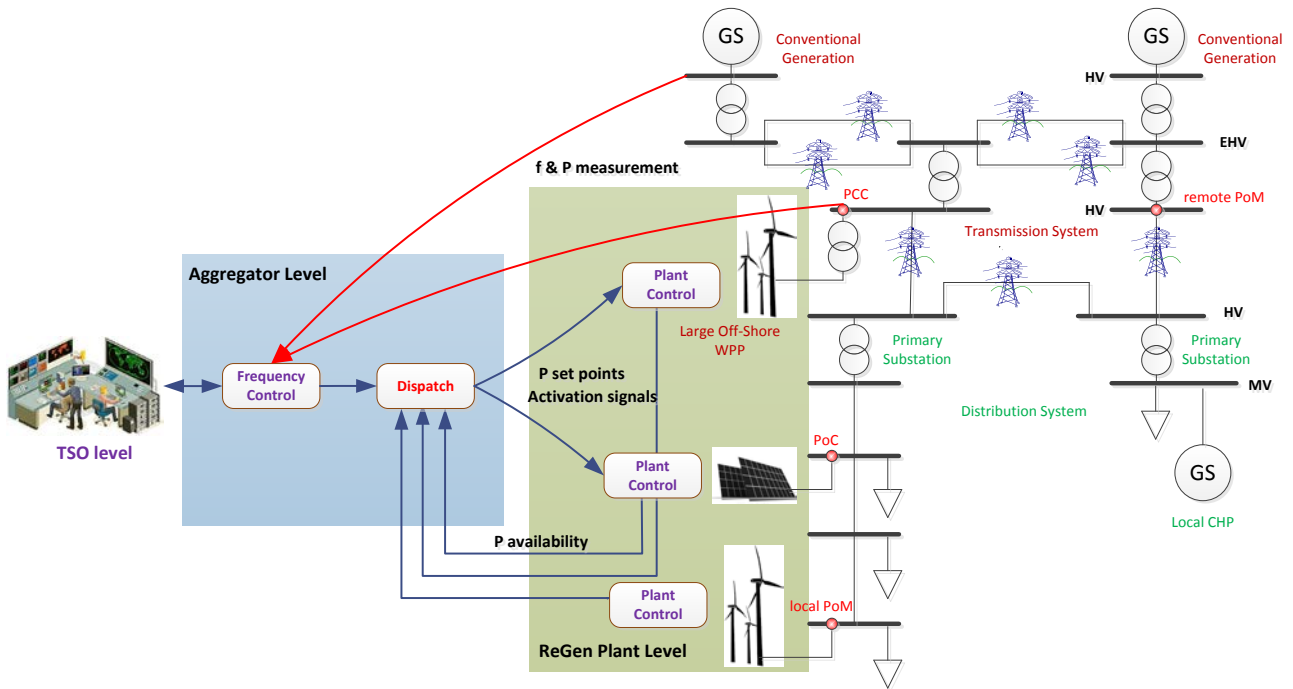 GS
Conventional
Generation
GS
Conventional
Generation
HV
EHV
f & P measurement
PCC
HV
remote PoM
Transmission System
Aggregator Level
Plant
Control
Large Off-Shore
WPP
HV
Primary
Substation
Primary
Substation
Frequency
Control
Dispatch
P set points
Activation signals
MV
TSO level
Distribution System
PoC
Plant
Control
GS
Local CHP
P availability
Plant
Control
local PoM
ReGen Plant Level